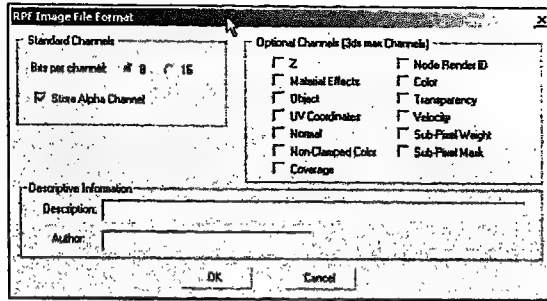 RPF Image File Format
Standard Channels
Bits per channel: 8 16
Store Alpha Channel
Optional Channels (3ds max Channels)
Z
Material Effects
Object
UV Coordinates
Normal
Non-Clamped Color
Coverage
Node Render ID
Color
Transparency
Velocity
Sub-Pixel Weight
Sub-Pixel Mask
Descriptive Information
Description:
Author:
OK Cancel